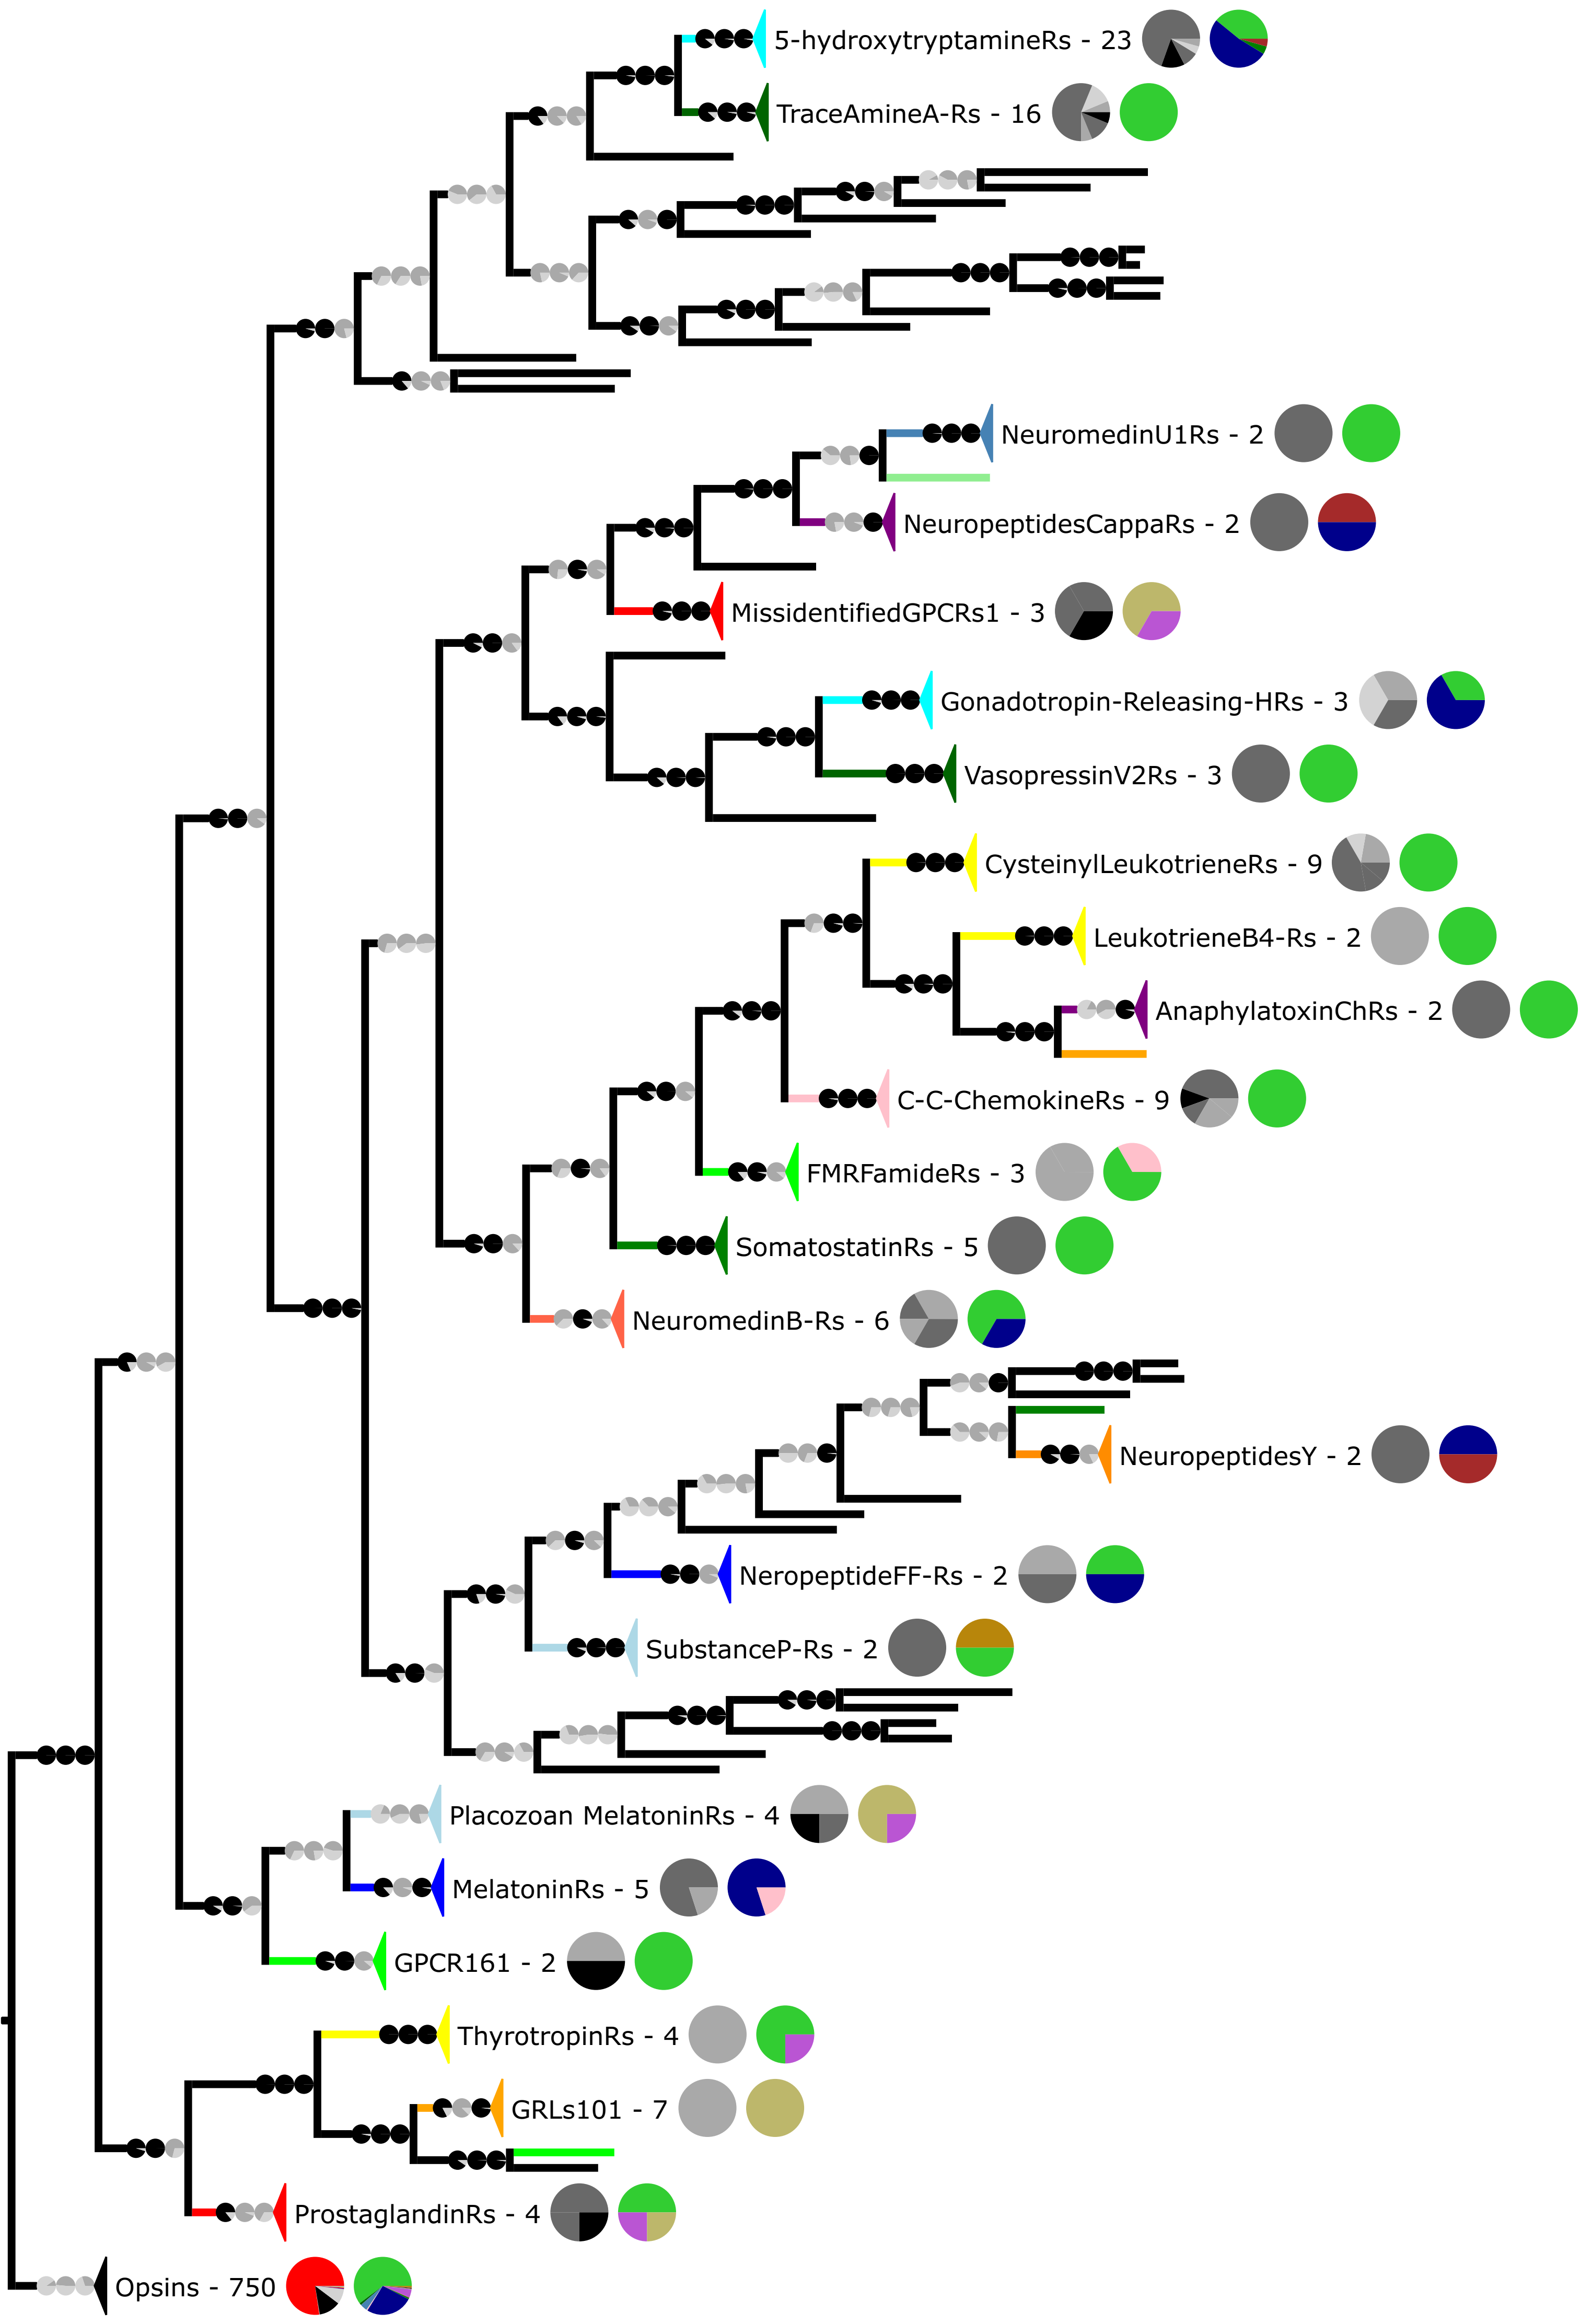 5-hydroxytryptamineRs - 23
TraceAmineA-Rs - 16
NeuromedinU1Rs - 2
NeuropeptidesCappaRs - 2
MissidentifiedGPCRs1 - 3
Gonadotropin-Releasing-HRs - 3
VasopressinV2Rs - 3
CysteinylLeukotrieneRs - 9
LeukotrieneB4-Rs - 2
AnaphylatoxinChRs - 2
C-C-ChemokineRs - 9
FMRFamideRs - 3
SomatostatinRs - 5
NeuromedinB-Rs - 6
NeuropeptidesY - 2
NeropeptideFF-Rs - 2
SubstanceP-Rs - 2
Placozoan MelatoninRs - 4
MelatoninRs - 5
GPCR161 - 2
ThyrotropinRs - 4
GRLs101 - 7
ProstaglandinRs - 4
Opsins - 750